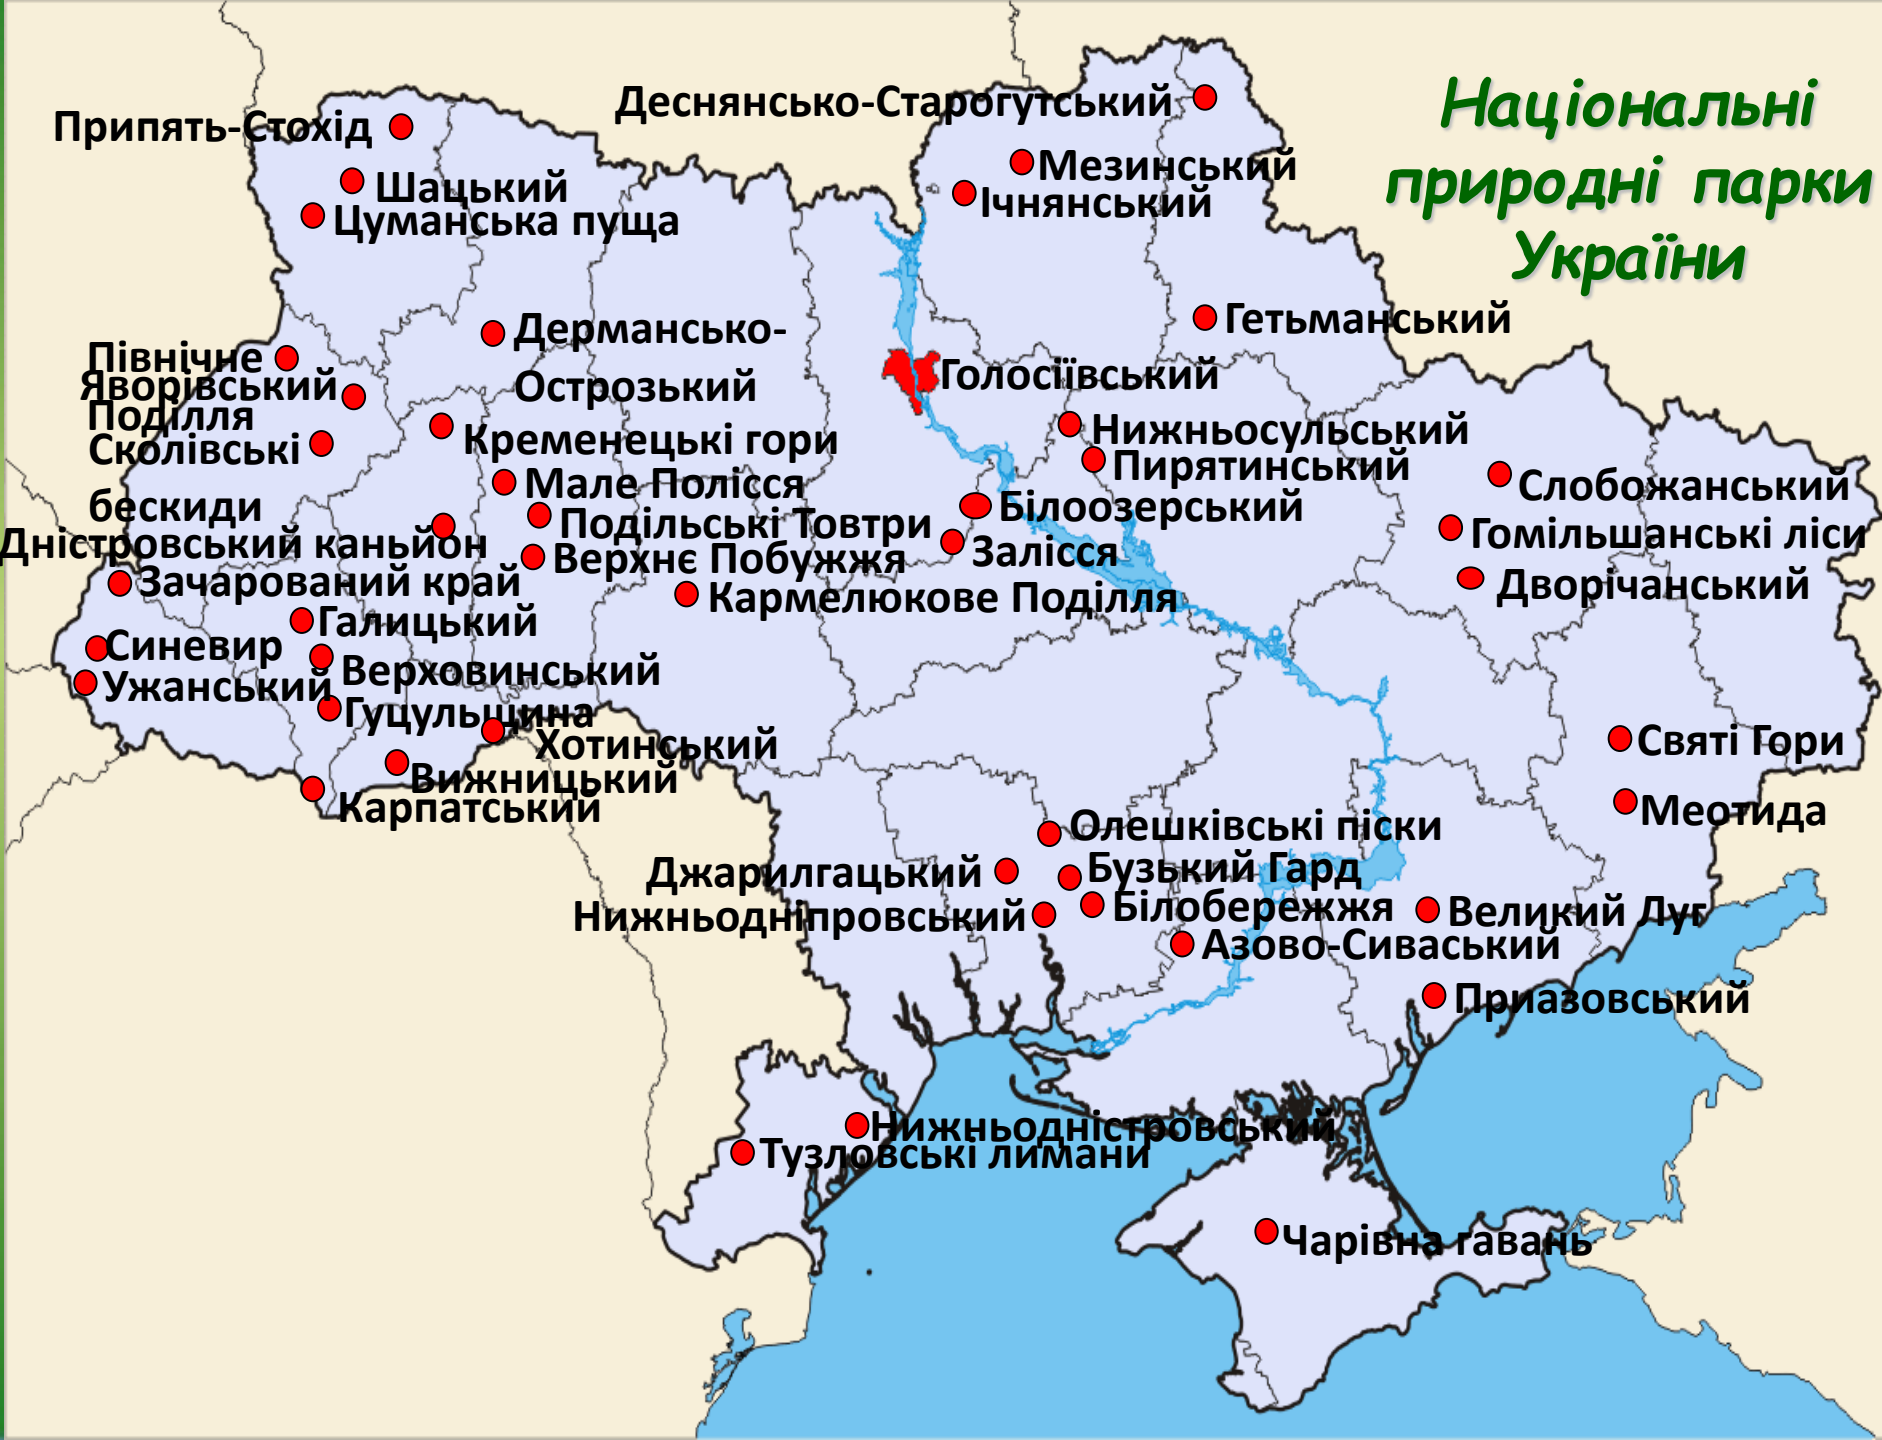 Національні
природні парки
України
Деснянсько-Старогутський
Припять-Стохід
Мезинський
Шацький
Ічнянський
Цуманська пуща
Гетьманський
Дермансько-
Острозький
Північне
Яворівський
Поділля
Голосіївський
Сколівські
бескиди
Кременецькі гори
Нижньосульський
Пирятинський
Мале Полісся
Слобожанський
Білоозерський
Подільські Товтри
Гомільшанські ліси
Дністровський каньйон
Залісся
Верхнє Побужжя
Зачарований край
Дворічанський
Кармелюкове Поділля
Галицький
Синевир
Верховинський
Ужанський
Гуцульщина
Хотинський
Святі Гори
Вижницький
Карпатський
Меотида
Олешківські піски
Джарилгацький
Бузький Гард
Білобережжя
Великий Луг
Нижньодніпровський
Азово-Сиваський
Приазовський
Нижньодністровський
Тузловські лимани
Чарівна гавань